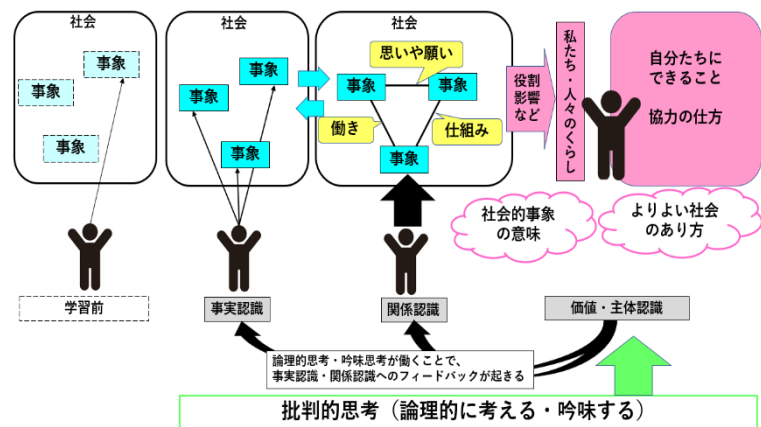 社会
事象
事象
事象
学習前
社会
事象
事象
事象
事実認識
社会
思いや願い
事象
事象
働き
仕組み
事象
関係認識
役割
影響
など
私たち・人々のくらし
自分たちに
できること
協力の仕方
社会的事象
の意味
よりよい社会
のあり方
価値・主体認識
論理的思考・吟味思考が働くことで、
事実認識・関係認識へのフィードバックが起きる
批判的思考（論理的に考える・吟味する）